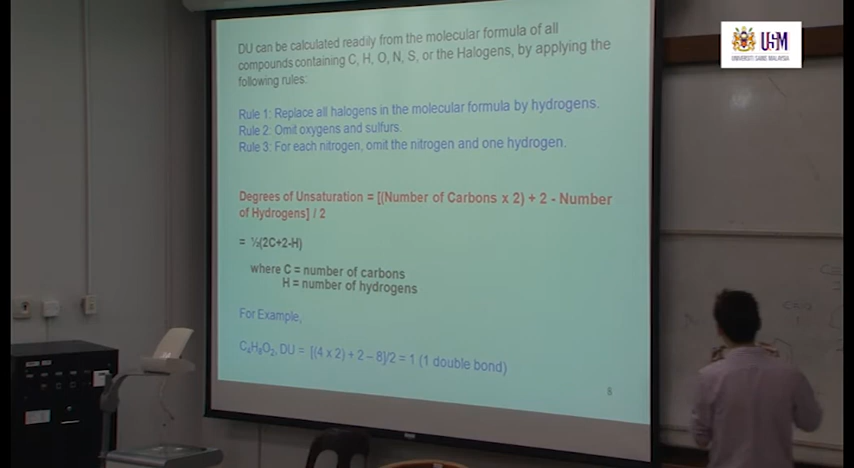 DU can be calculated readily from the molecular formula of all
compounds containing C, H, O, N, S, or the Halogens, by applying the
following rules:
Rule 1: Replace all halogens in the molecular formula by hydrogens.
Rule 2: Omit oxygens and sulfurs.
Rule 3: For each nitrogen, omit the nitrogen and one hydrogen.
Degrees of Unsaturation = [(Number of Carbons x 2) + 2 - Number
of Hydrogens] / 2
= ½(2C+2-H)
where C = number of carbons
H = number of hydrogens
For Example,
C₄H₈O₂, DU = [(4 x 2) + 2 – 8]/2 = 1 (1 double bond)
8
USM
UNIVERSITI SAINS MALAYSIA